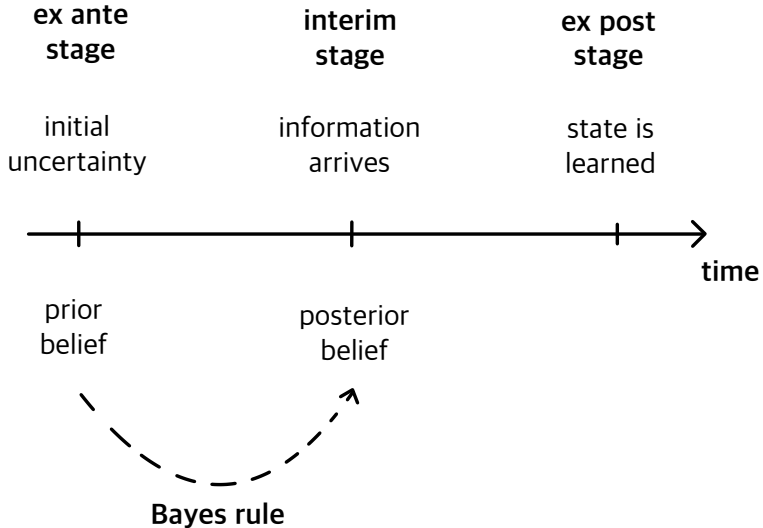 ex ante
stage
interim
stage
ex post
stage
initial
uncertainty
information
arrives
state is
learned
time
prior
belief
posterior
belief
Bayes rule